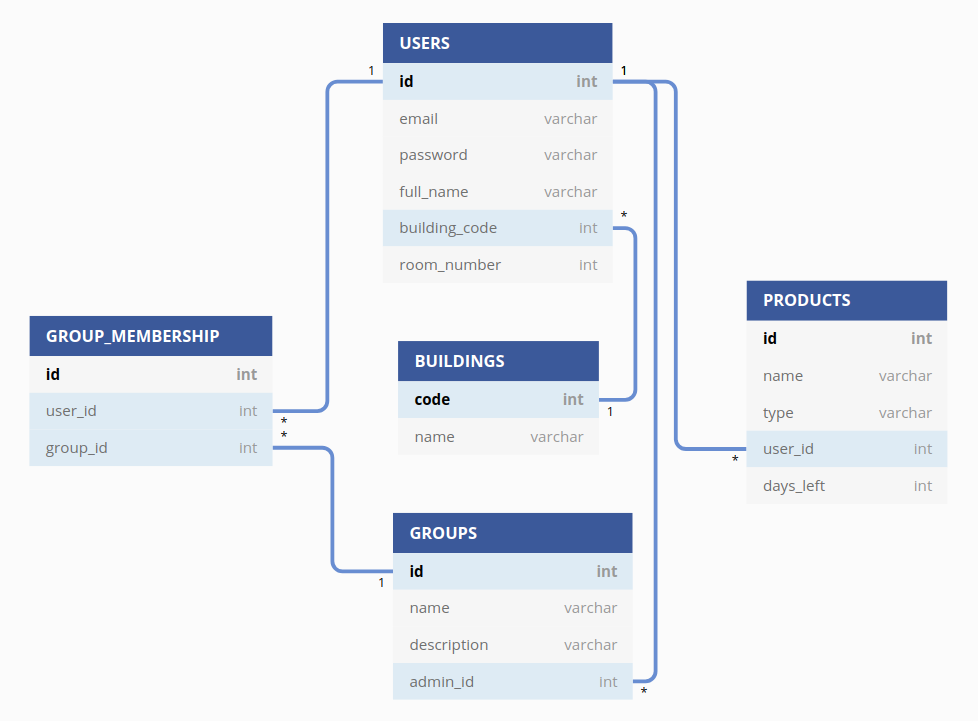 USERS
1
id int
1
email varchar
password varchar
full_name varchar
*
building_code int
room_number int
PRODUCTS
id int
name varchar
type varchar
user_id int
*
days_left int
GROUP_MEMBERSHIP
id int
user_id int
*
*
group_id int
BUILDINGS
code int
1
name varchar
GROUPS
id int
1
name varchar
description varchar
admin_id int
*